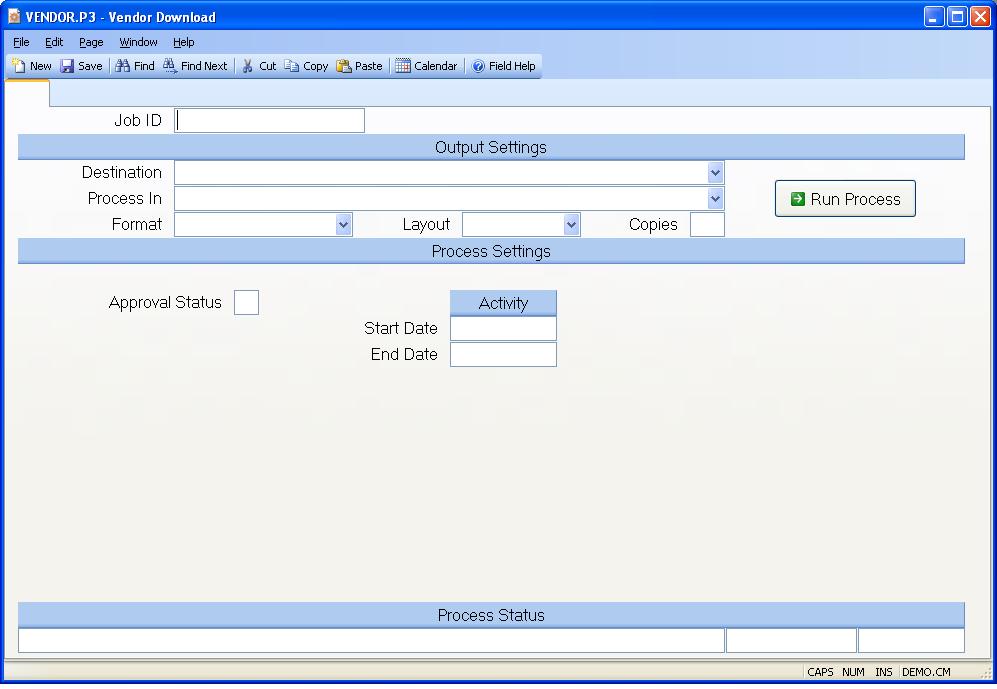 VENDOR.P3 - Vendor Download
File Edit Page Window Help
New Save Find Find Next Cut Copy Paste Calendar Field Help
Job ID
Output Settings
Destination
Process In
Run Process
Format Layout Copies
Process Settings
Approval Status Activity
Start Date
End Date
Process Status
CAPS NUM INS DEMO.CM